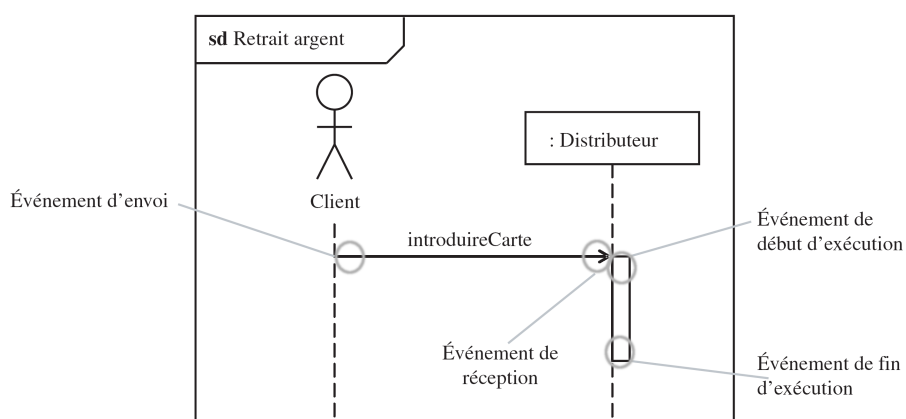 sd Retrait argent
: Distributeur
Client
Événement d’envoi
introduireCarte
Événement de
début d’exécution
Événement de
réception
Événement de fin
d’exécution